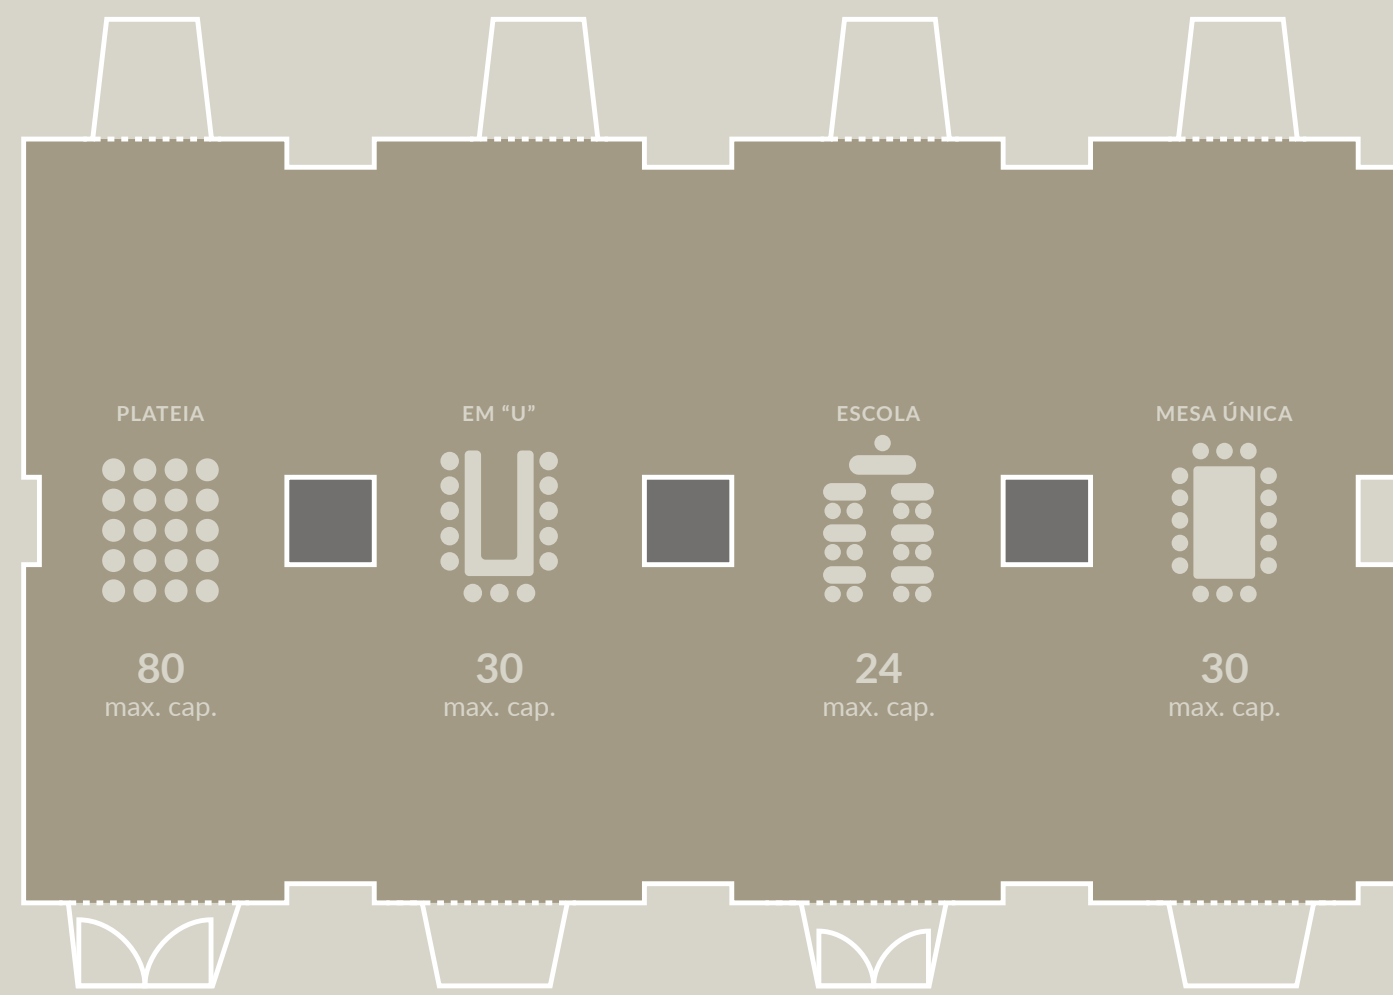 PLATEIA
EM “U”
ESCOLA
MESA ÚNICA
80
max. cap.
30
max. cap.
24
max. cap.
30
max. cap.